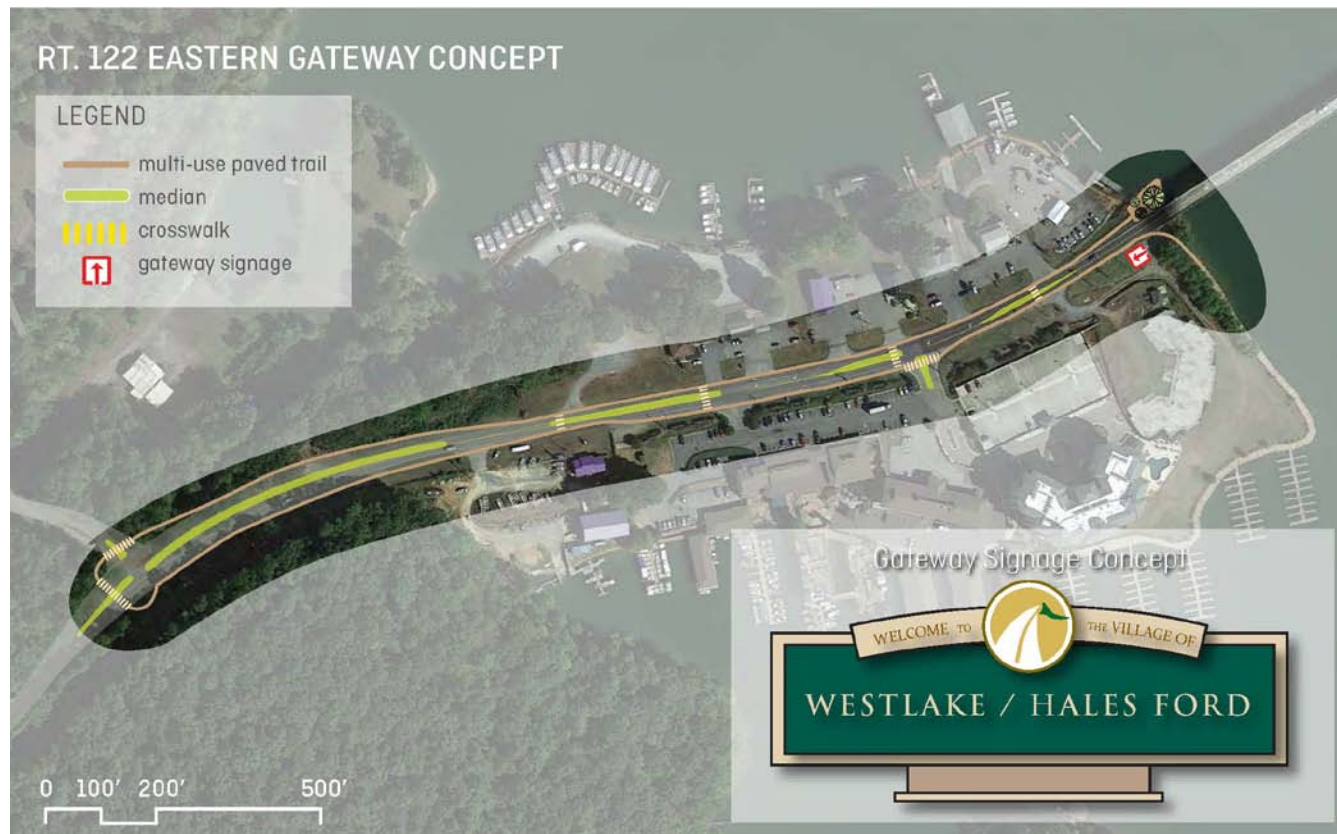 RT. 122 EASTERN GATEWAY CONCEPT
LEGEND
multi-use paved trail
median
crosswalk
gateway signage
Gateway Signage Concept
WELCOME TO THE VILLAGE OF
WESTLAKE / HALES FORD
0 100' 200' 500'